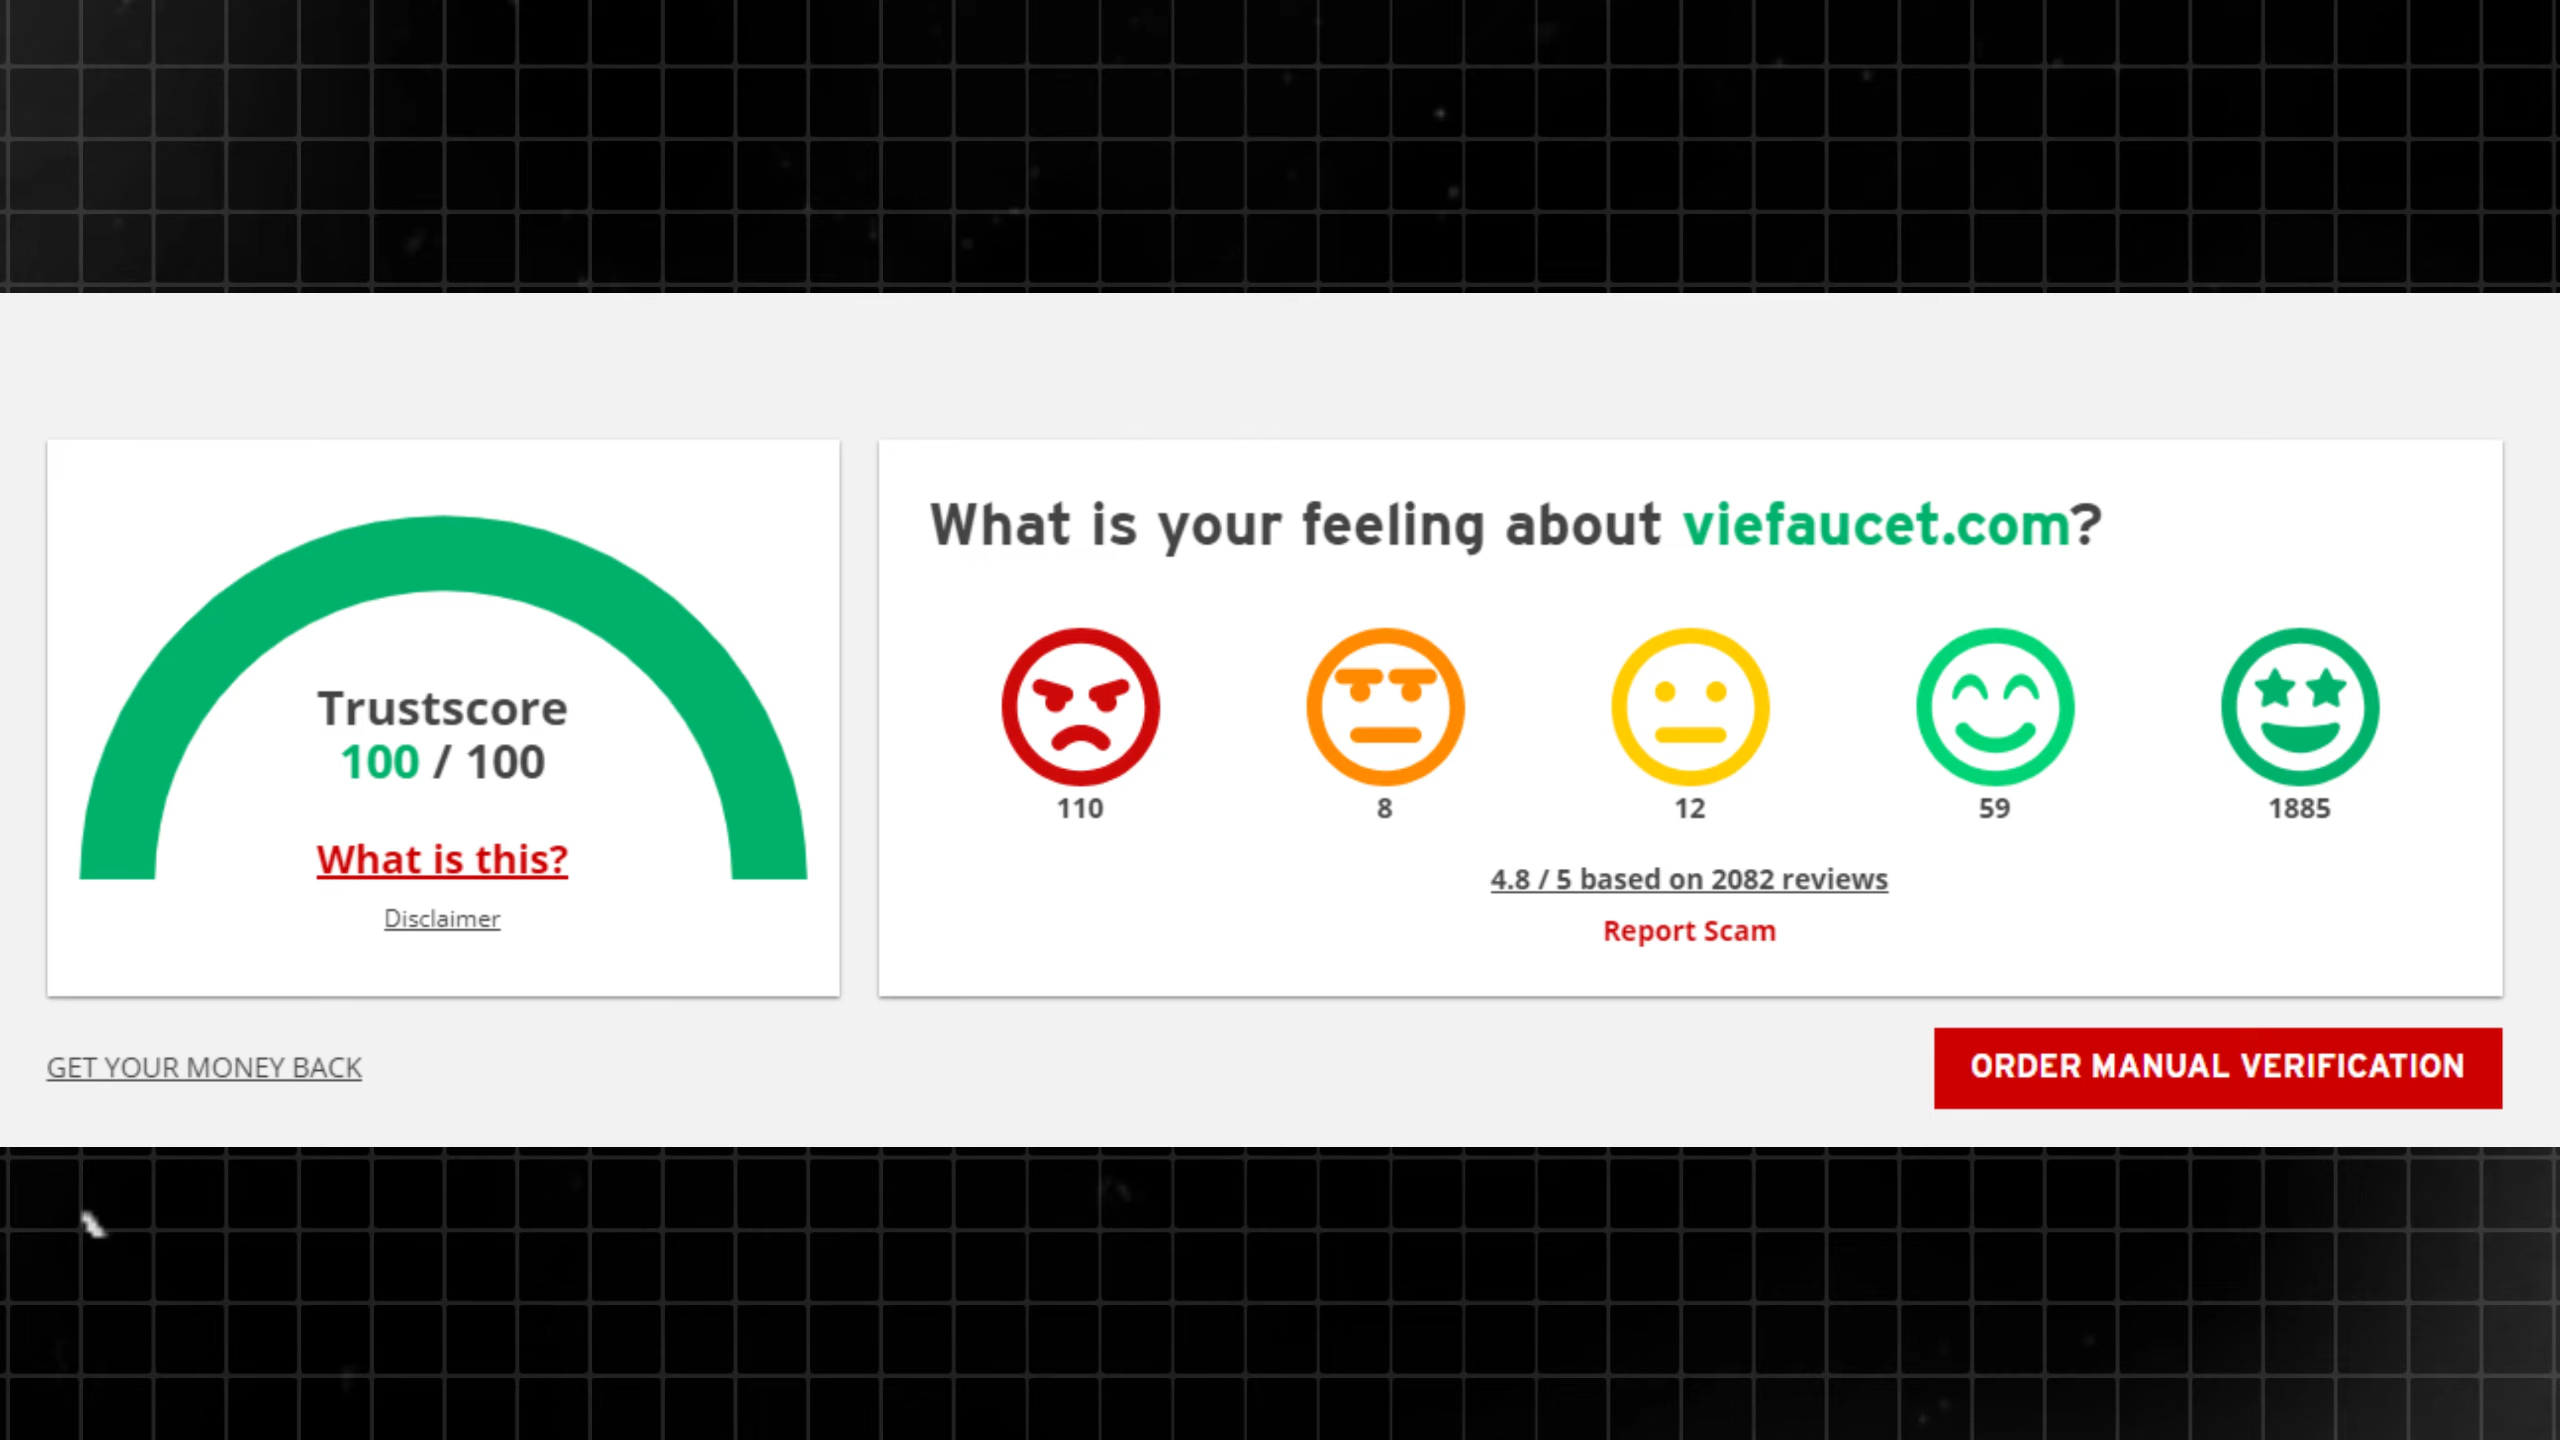 Trustscore
100 / 100
What is this?
Disclaimer
What is your feeling about viefaucet.com?
110
8
12
59
1885
4.8 / 5 based on 2082 reviews
Report Scam
GET YOUR MONEY BACK
ORDER MANUAL VERIFICATION